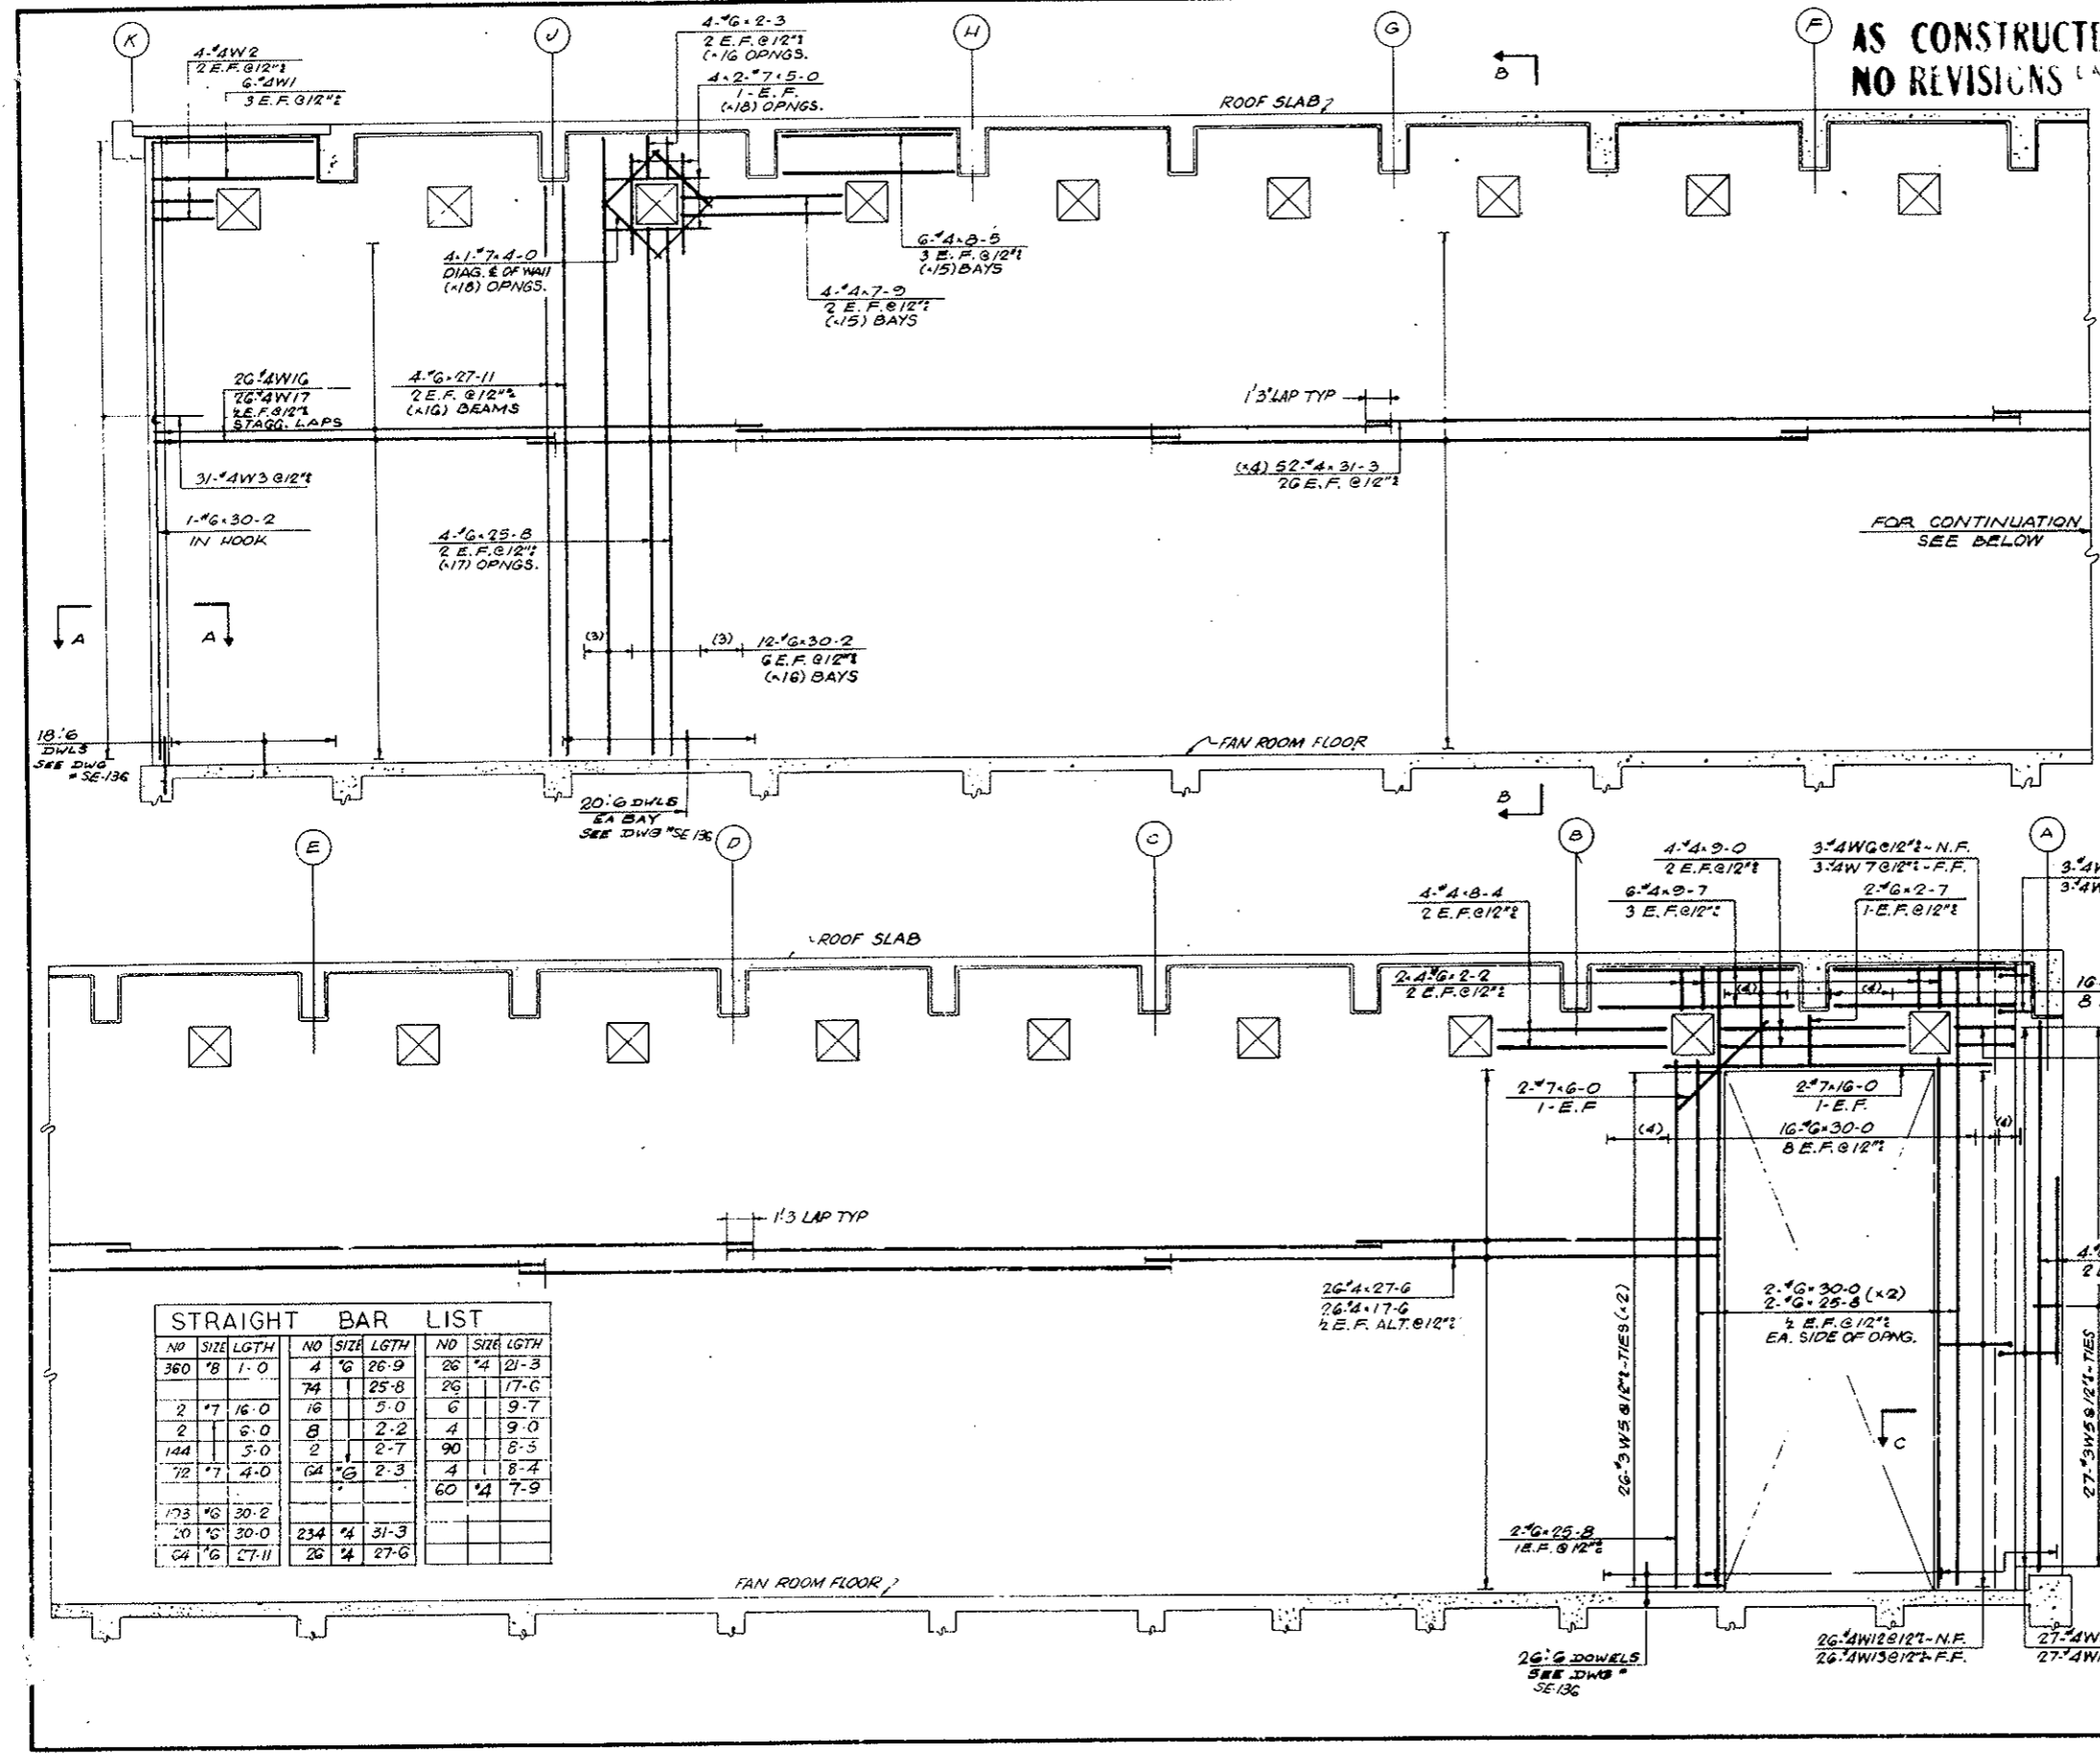 K
J
H
G
F
AS CONSTRUCTE
NO REVISIONS
4-#4W2
2 E.F.@12"±
6-#4W1
3 E.F.@12"±
4-#6×2-3
2 E.F.@12"±
(×16 OPNGS.
4×2-#7×5-0
1-E.F.
(×18) OPNGS.
B
ROOF SLAB
4×1-#7×4-0
DIAG. ℄ OF WALL
(×18) OPNGS.
6-#4×8-5
3 E.F.@12"±
(×15) BAYS
4-#4×7-9
2 E.F.@12"±
(×15) BAYS
26-#4W16
26-#4W17
½ E.F.@12"±
STAGG. LAPS
4-#6×27-11
2 E.F. @12"±
(×16) BEAMS
1'3" LAP TYP
(×4) 52-#4×31-3
26 E.F. @12"±
31-#4W3@12"±
1-#6×30-2
IN HOOK
4-#6×25-8
2 E.F.@12"±
(×17) OPNGS.
FOR CONTINUATION
SEE BELOW
A
A
(3)
(3)
12-#6×30-2
6 E.F.@12"±
(×16) BAYS
18-#6
DWLS
SEE DWG
# SE-136
FAN ROOM FLOOR
20-#6 DWLS
EA BAY
SEE DWG #SE 136
B
E
D
C
B
A
4-#4×9-0
2 E.F.@12"±
3-#4W6@12"±-N.F.
3-#4W7@12"±-F.F.
3-#4W
3-#4W
4-#4×8-4
2 E.F.@12"±
6-#4×9-7
3 E.F.@12"±
2-#6×2-7
1-E.F.@12"±
ROOF SLAB
2×4-#6×2-2
2 E.F.@12"±
(4)
(4)
16
8
2-#7×6-0
1-E.F
2-#7×16-0
1-E.F.
(4)
16-#6×30-0
8 E.F.@12"±
(4)
1'3 LAP TYP
26-#4×27-6
26-#4×17-6
½ E.F. ALT.@12"±
2-#6×30-0 (×2)
2-#6×25-8
½ E.F.@12"±
EA. SIDE OF OPNG.
26-#3W5@12"±-TIES (×2)
27-#3W5@12"±-TIES
C
STRAIGHT BAR LIST
NO SIZE LGTH NO SIZE LGTH NO SIZE LGTH
360 #8 1-0 4 #6 26-9 26 #4 21-3
74 25-8 26 17-6
2 #7 16-0 16 5-0 6 9-7
2 6-0 8 2-2 4 9-0
144 5-0 2 2-7 90 8-5
72 #7 4-0 64 #6 2-3 4 8-4
60 #4 7-9
#6 30-2
20 #6 30-0 234 #4 31-3
64 #6 27-11 26 #4 27-6
2-#6×25-8
1 E.F.@12"±
FAN ROOM FLOOR
26-#6 DOWELS
SEE DWG #
SE-136
26-#4W12@12"±-N.F.
26-#4W13@12"±-F.F.
27-#4W
27-#4W